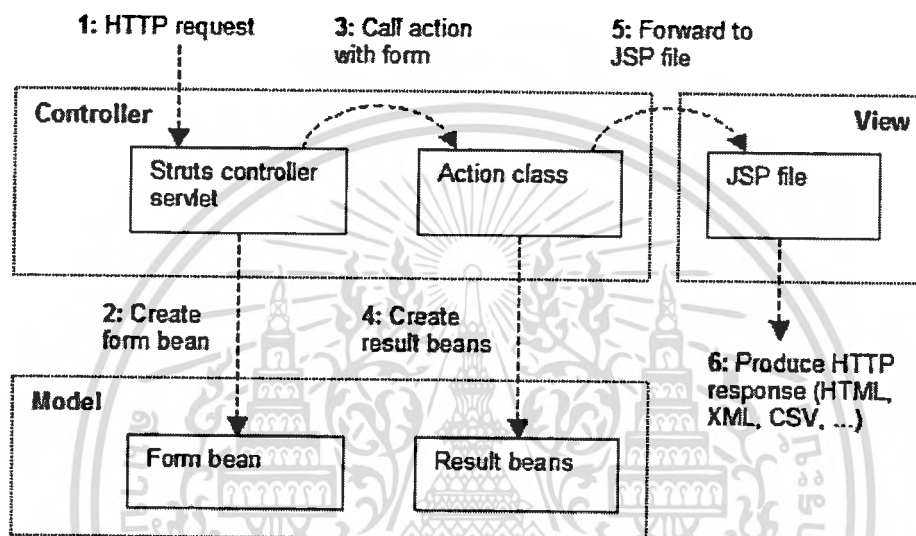 1: HTTP request
3: Call action
with form
5: Forward to
JSP file
Controller
View
Struts controller
servlet
Action class
JSP file
2: Create
form bean
4: Create
result beans
6: Produce HTTP
response (HTML,
XML, CSV, ...)
Model
Form bean
Result beans